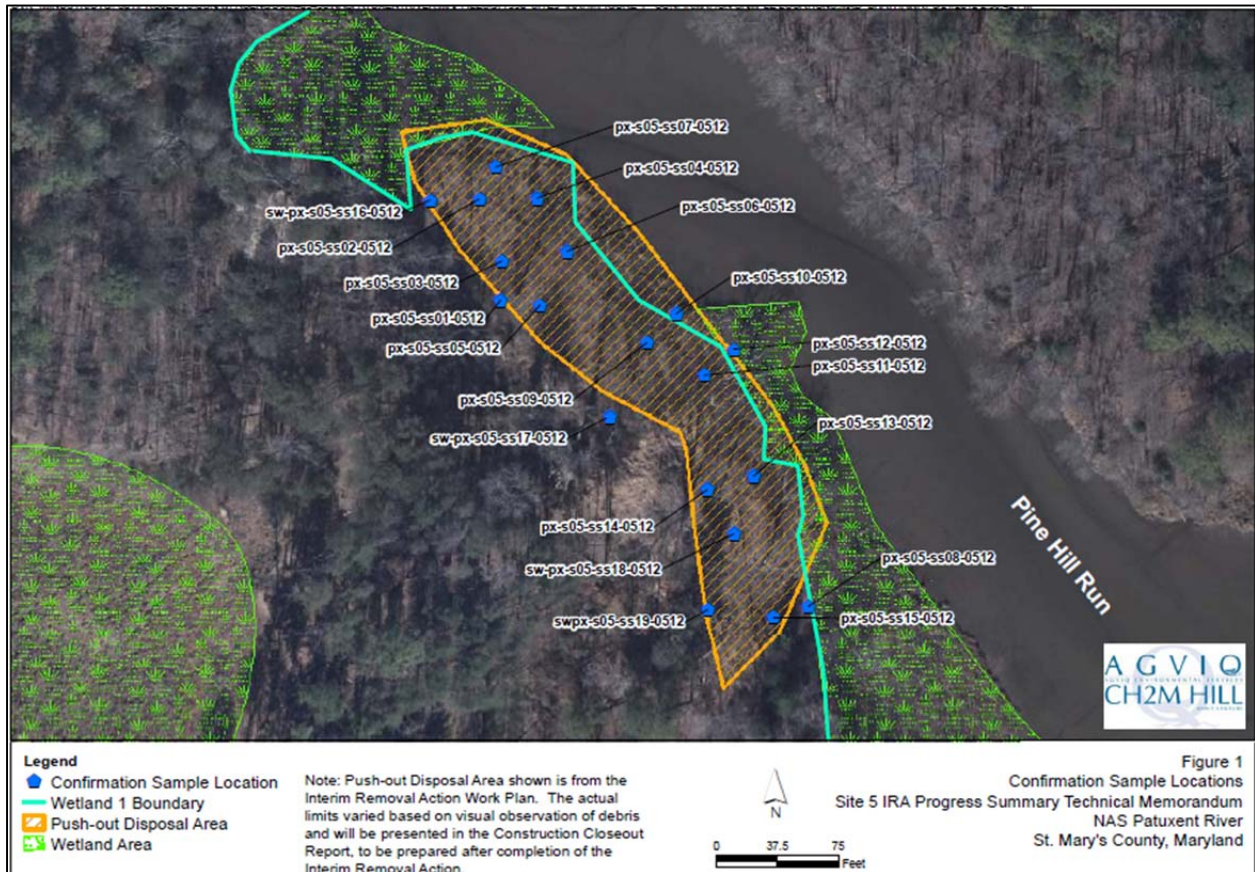 px-s05-ss07-0512
px-s05-ss04-0512
sw-px-s05-ss16-0512
px-s05-ss06-0512
px-s05-ss02-0512
px-s05-ss03-0512
px-s05-ss10-0512
px-s05-ss01-0512
px-s05-ss05-0512
px-s05-ss12-0512
px-s05-ss11-0512
px-s05-ss09-0512
px-s05-ss13-0512
sw-px-s05-ss17-0512
px-s05-ss14-0512
Pine Hill Run
px-s05-ss08-0512
sw-px-s05-ss18-0512
swpx-s05-ss19-0512
px-s05-ss15-0512
AGVIQ
CH2M HILL
Legend
Confirmation Sample Location
Wetland 1 Boundary
Push-out Disposal Area
Wetland Area
Note: Push-out Disposal Area shown is from the
Interim Removal Action Work Plan. The actual
limits varied based on visual observation of debris
and will be presented in the Construction Closeout
Report, to be prepared after completion of the
Interim Removal Action.
N
0 37.5 75
Feet
Figure 1
Confirmation Sample Locations
Site 5 IRA Progress Summary Technical Memorandum
NAS Patuxent River
St. Mary's County, Maryland